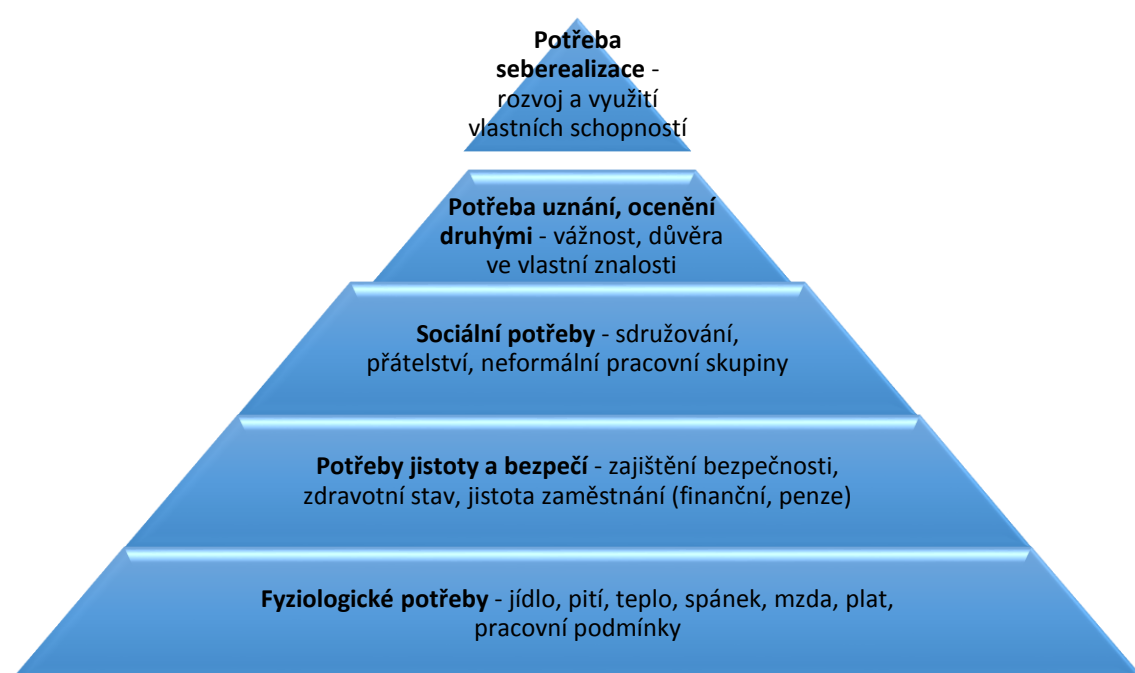 Potřeba
seberealizace -
rozvoj a využití
vlastních schopností
Potřeba uznání, ocenění
druhými - vážnost, důvěra
ve vlastní znalosti
Sociální potřeby - sdružování,
přátelství, neformální pracovní skupiny
Potřeby jistoty a bezpečí - zajištění bezpečnosti,
zdravotní stav, jistota zaměstnání (finanční, penze)
Fyziologické potřeby - jídlo, pití, teplo, spánek, mzda, plat,
pracovní podmínky